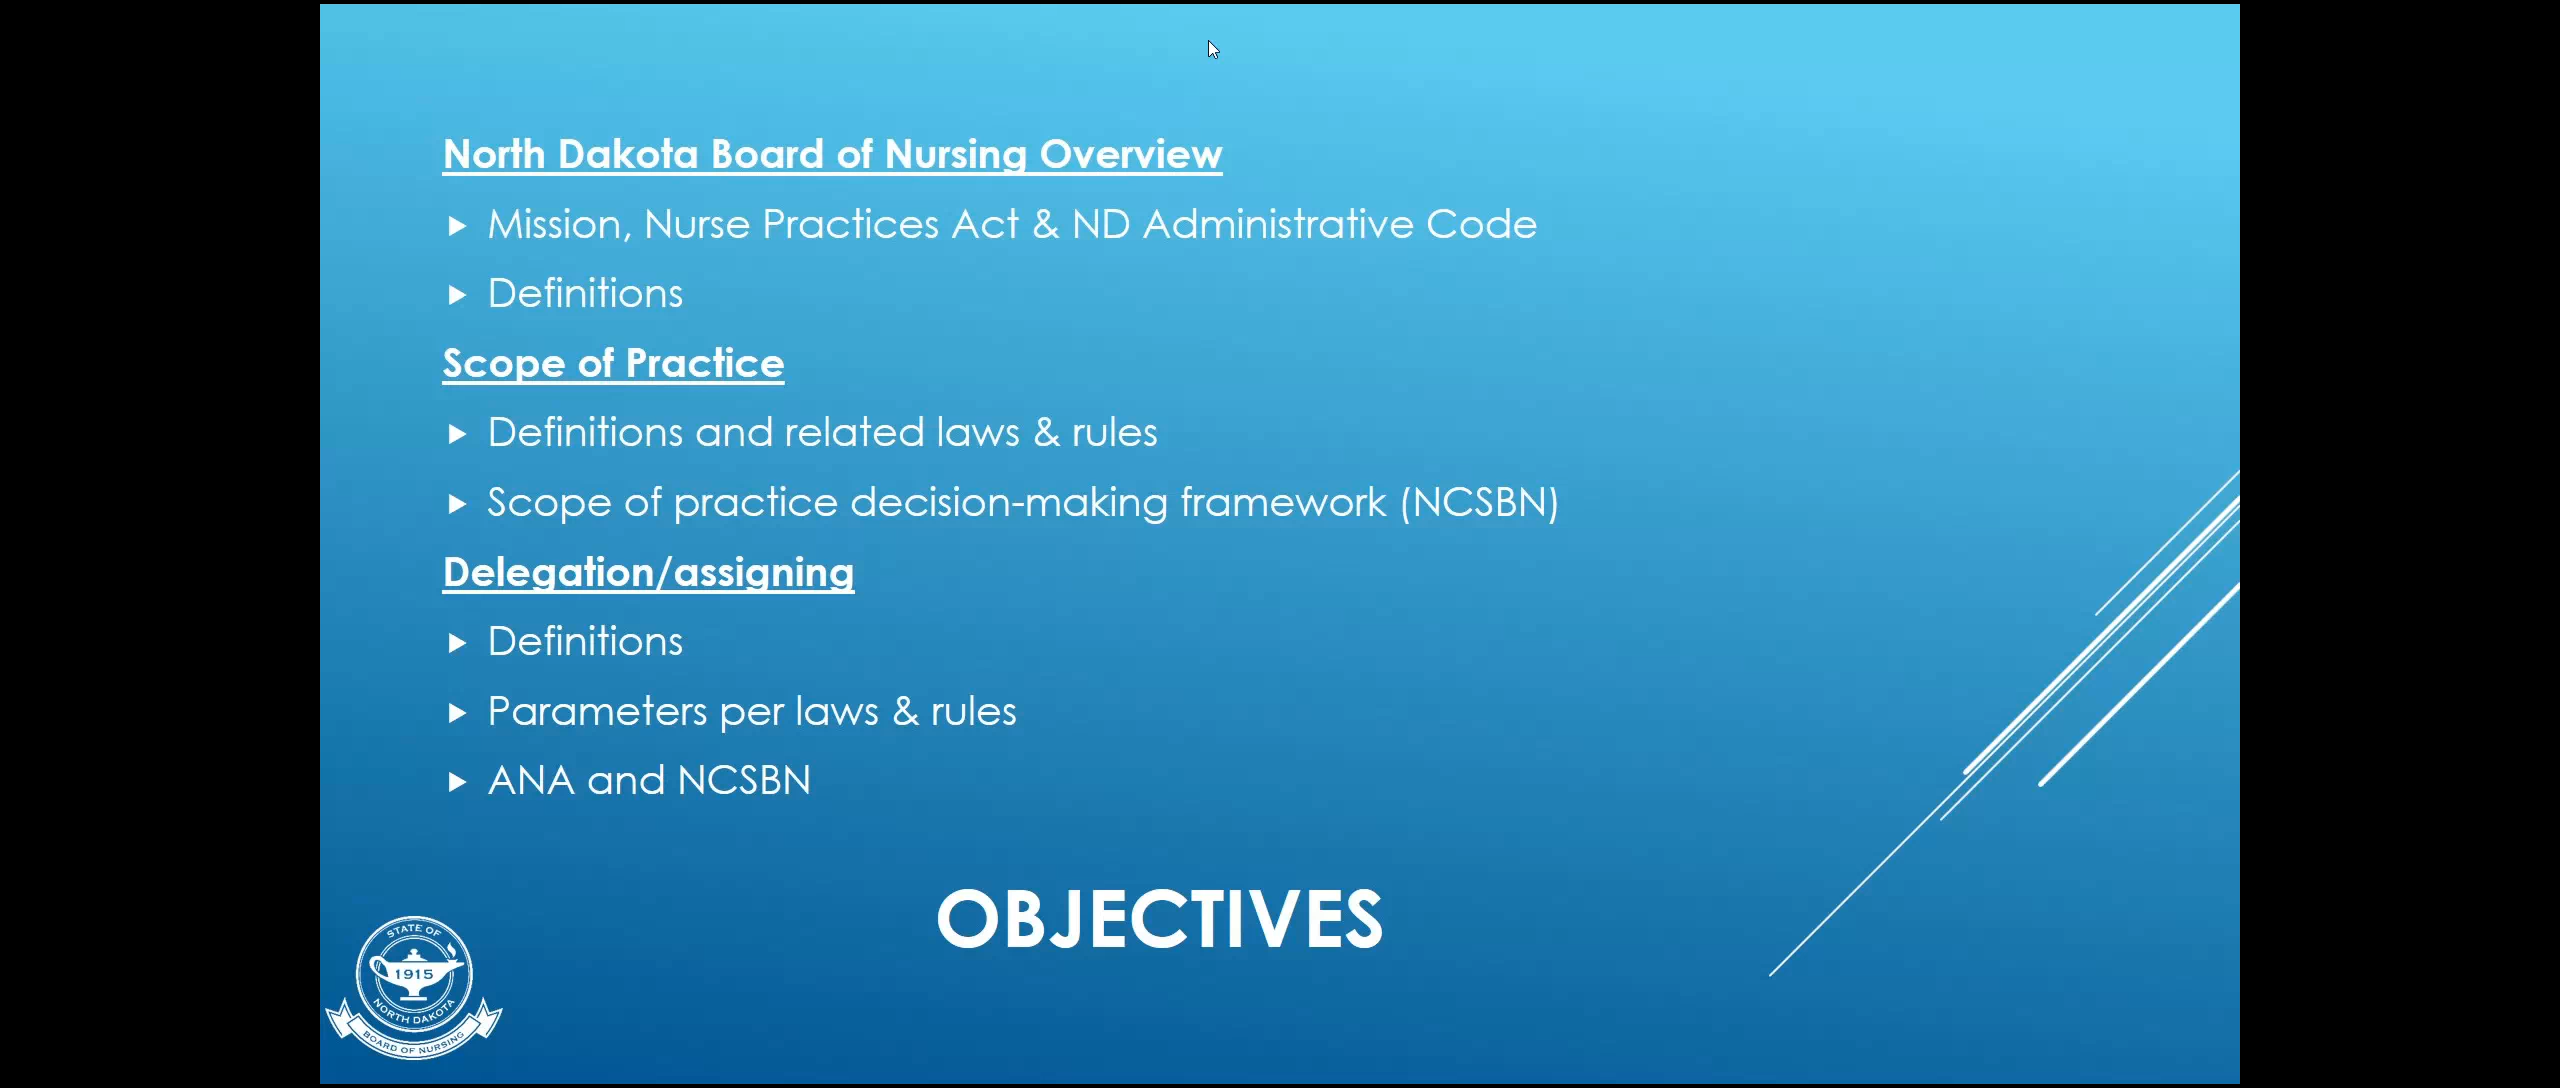 North Dakota Board of Nursing Overview
Mission, Nurse Practices Act & ND Administrative Code
Definitions
Scope of Practice
Definitions and related laws & rules
Scope of practice decision-making framework (NCSBN)
Delegation/assigning
Definitions
Parameters per laws & rules
ANA and NCSBN
OBJECTIVES
STATE OF
1915
NORTH DAKOTA
BOARD OF NURSING